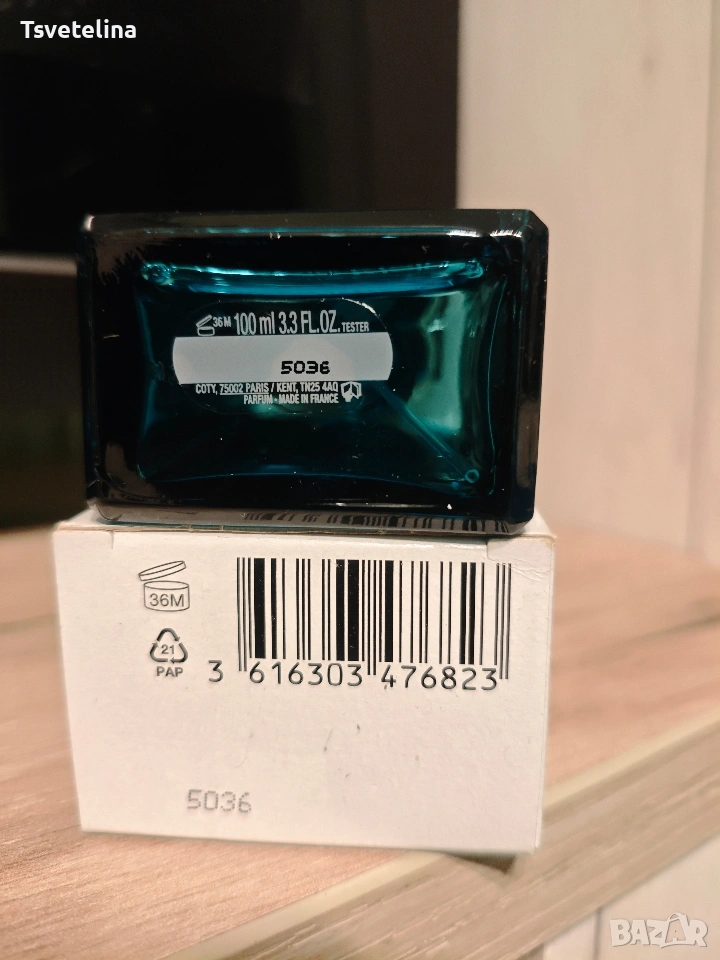 Tsvetelina
36M 100 ml 3.3 FL.OZ. TESTER
5036
COTY, 75002 PARIS / KENT, TN25 4AQ
PARFUM - MADE IN FRANCE
36M
21
PAP
3 616303 476823
5036
BAZAR